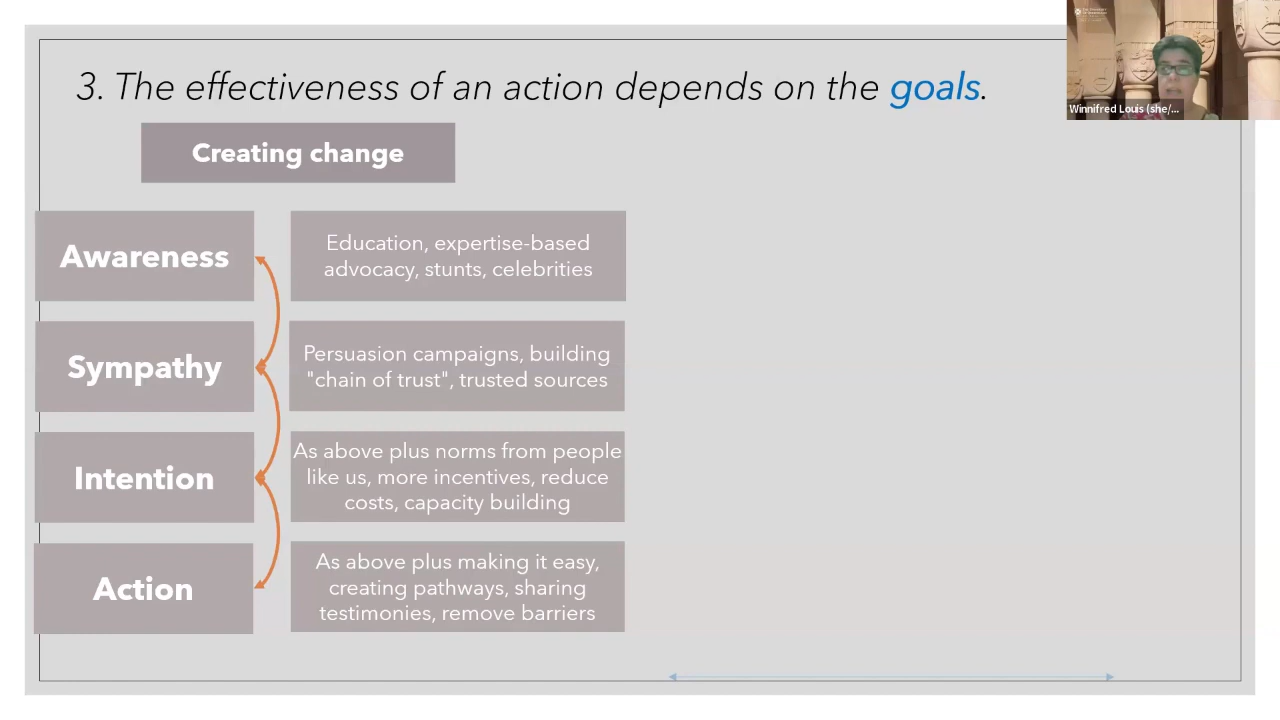 3. The effectiveness of an action depends on the goals.
Winnifred Louis (she/...
Creating change
Awareness
Education, expertise-based
advocacy, stunts, celebrities
Sympathy
Persuasion campaigns, building
"chain of trust", trusted sources
Intention
As above plus norms from people
like us, more incentives, reduce
costs, capacity building
Action
As above plus making it easy,
creating pathways, sharing
testimonies, remove barriers